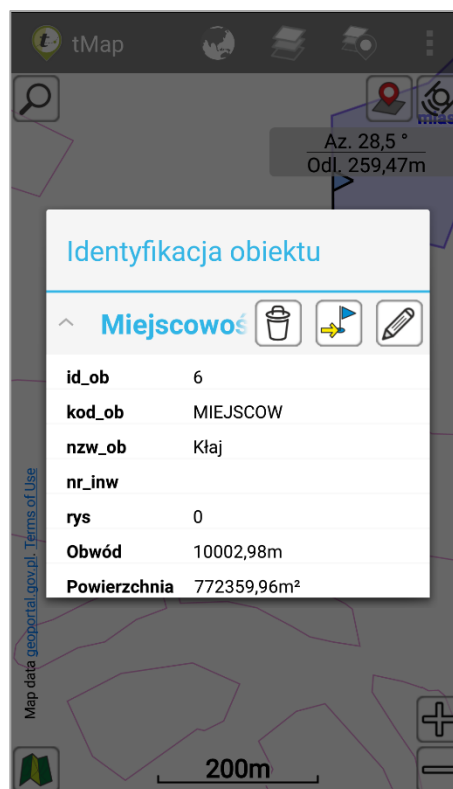 tMap
mias
Az. 28,5 °
Odl. 259,47m
Identyfikacja obiektu
Miejscowoś
id_ob 6
kod_ob MIEJSCOW
nzw_ob Kłaj
nr_inw
rys 0
Obwód 10002,98m
Powierzchnia 772359,96m²
Map data geoportal.gov.pl. Terms of Use
200m